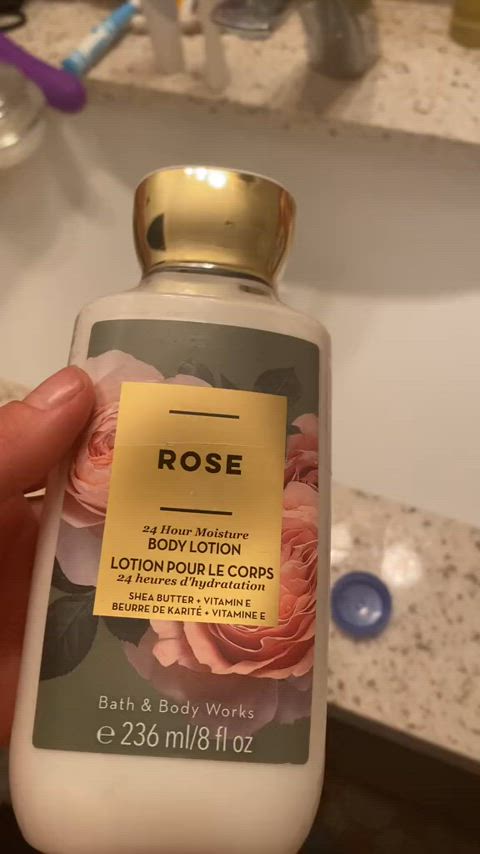 ROSE
24 Hour Moisture
BODY LOTION
LOTION POUR LE CORPS
24 heures d'hydratation
SHEA BUTTER + VITAMIN E
BEURRE DE KARITÉ + VITAMINE E
Bath & Body Works
℮ 236 ml/8 fl oz